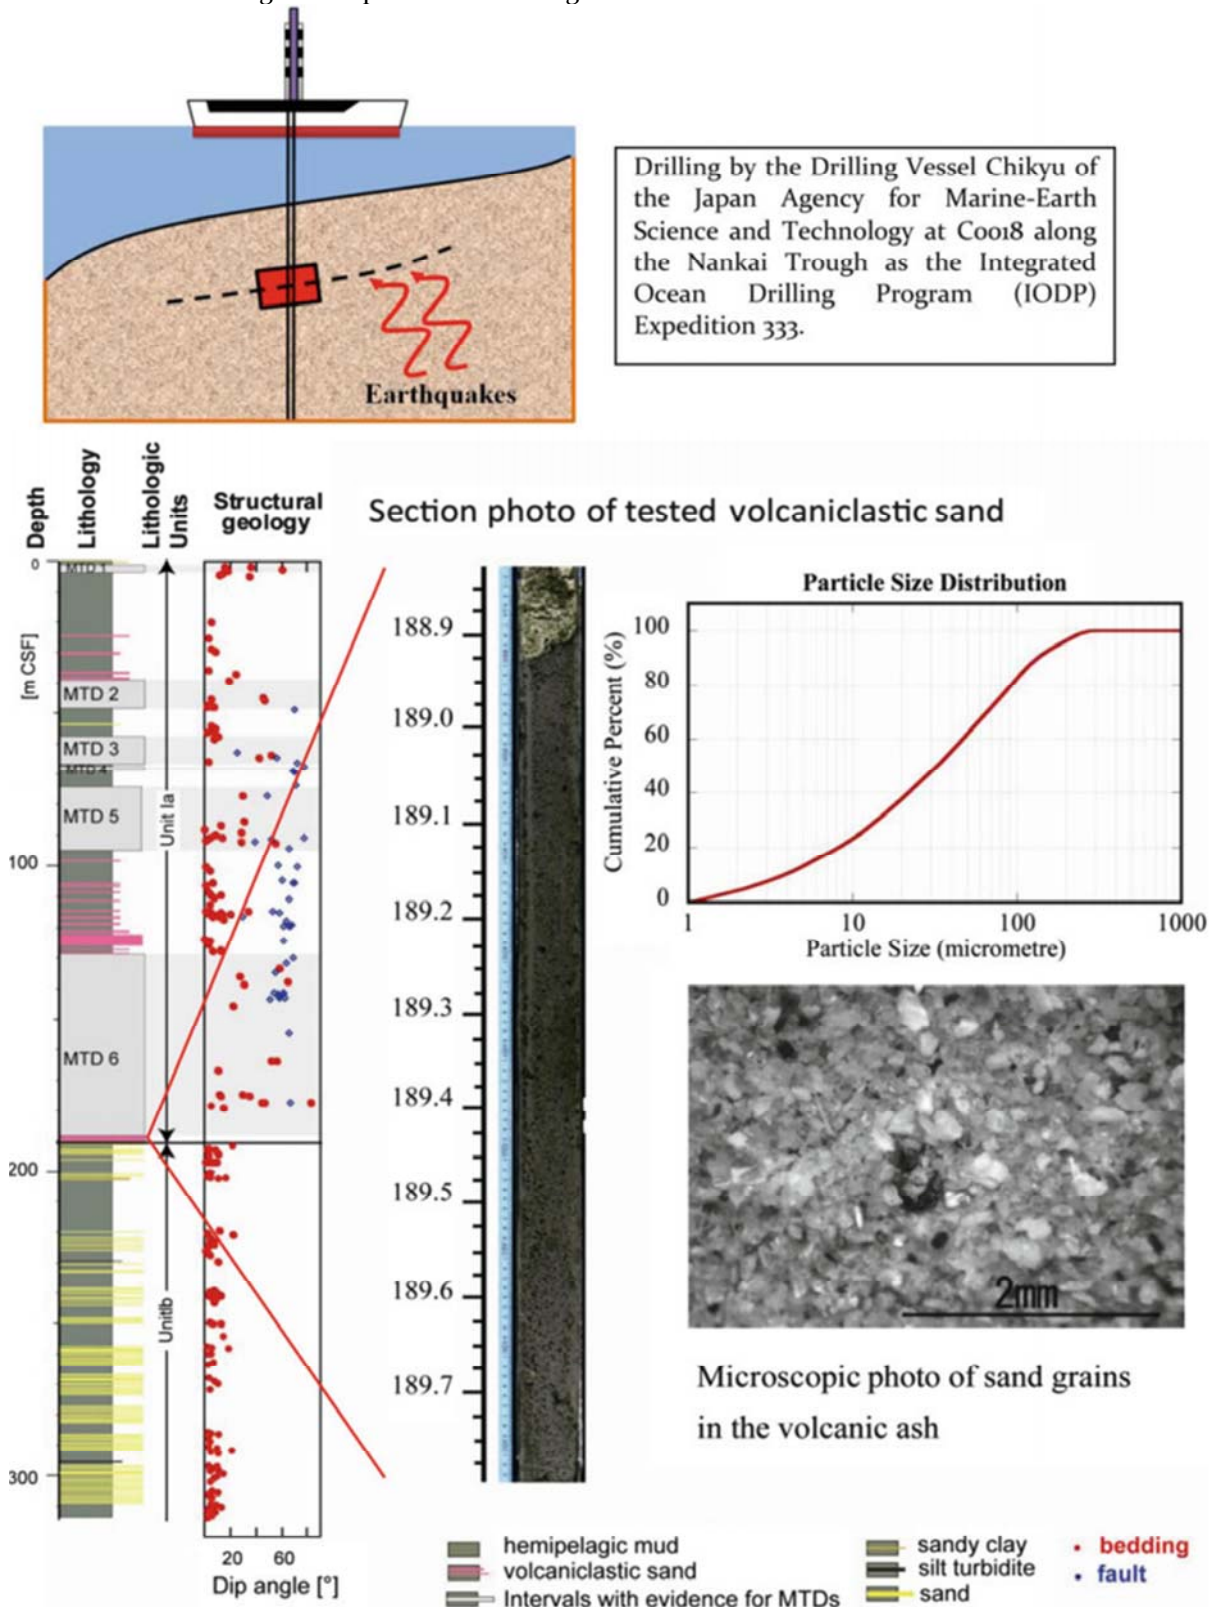 Drilling by the Drilling Vessel Chikyu of
the Japan Agency for Marine-Earth
Science and Technology at C0018 along
the Nankai Trough as the Integrated
Ocean Drilling Program (IODP)
Expedition 333.
Earthquakes
Depth
Lithology
Lithologic
Units
Structural
geology
Section photo of tested volcaniclastic sand
[m CSF]
0
100
200
300
MTD 1
MTD 2
MTD 3
MTD 4
MTD 5
MTD 6
Unit Ia
UnitIb
20 60
Dip angle [°]
188.9
189.0
189.1
189.2
189.3
189.4
189.5
189.6
189.7
Particle Size Distribution
Cumulative Percent (%)
100
80
60
40
20
0
1 10 100 1000
Particle Size (micrometre)
2mm
Microscopic photo of sand grains
in the volcanic ash
hemipelagic mud
volcaniclastic sand
Intervals with evidence for MTDs
sandy clay
silt turbidite
sand
bedding
fault